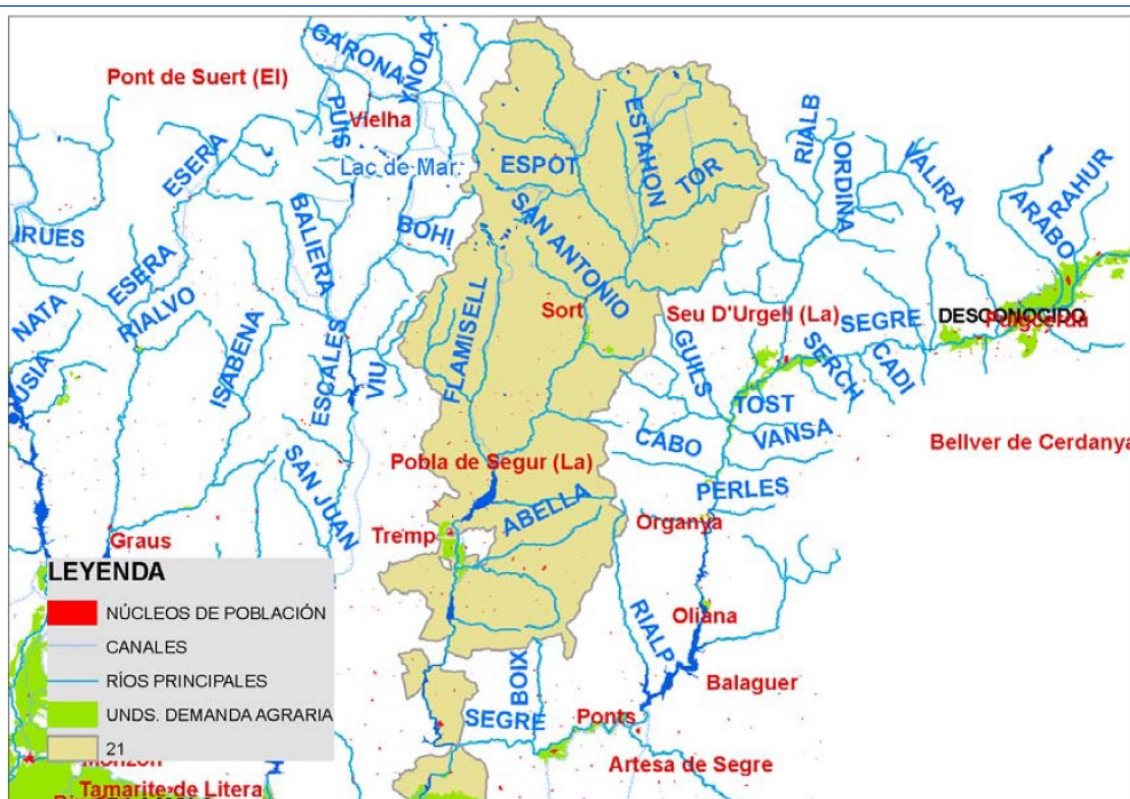 GARONA
YNOLA
Pont de Suert (El)
PUIS
Vielha
ESERA
Lac de Mar
ESPOT
ESTAHON
TOR
RIALB
ORDINA
VALIRA
ARABO
RAHUR
IRUES
BALIERA
BOHI
SAN ANTONIO
ESERA
NATA
RIALVO
Sort
Seu D'Urgell (La)
SEGRE
DESCONOCIDO
Puigcerda
SUSIA
ISABENA
ESCALES
VIU
FLAMISELL
GUILS
SERCH
CADI
TOST
VANSA
CABO
Bellver de Cerdanya
SAN JUAN
Pobla de Segur (La)
PERLES
ABELLA
Organya
Tremp
Graus
LEYENDA
NÚCLEOS DE POBLACIÓN
CANALES
RÍOS PRINCIPALES
UNDS. DEMANDA AGRARIA
21
Oliana
RIALP
BOIX
Balaguer
SEGRE
Ponts
Artesa de Segre
Monzón
Tamarite de Litera